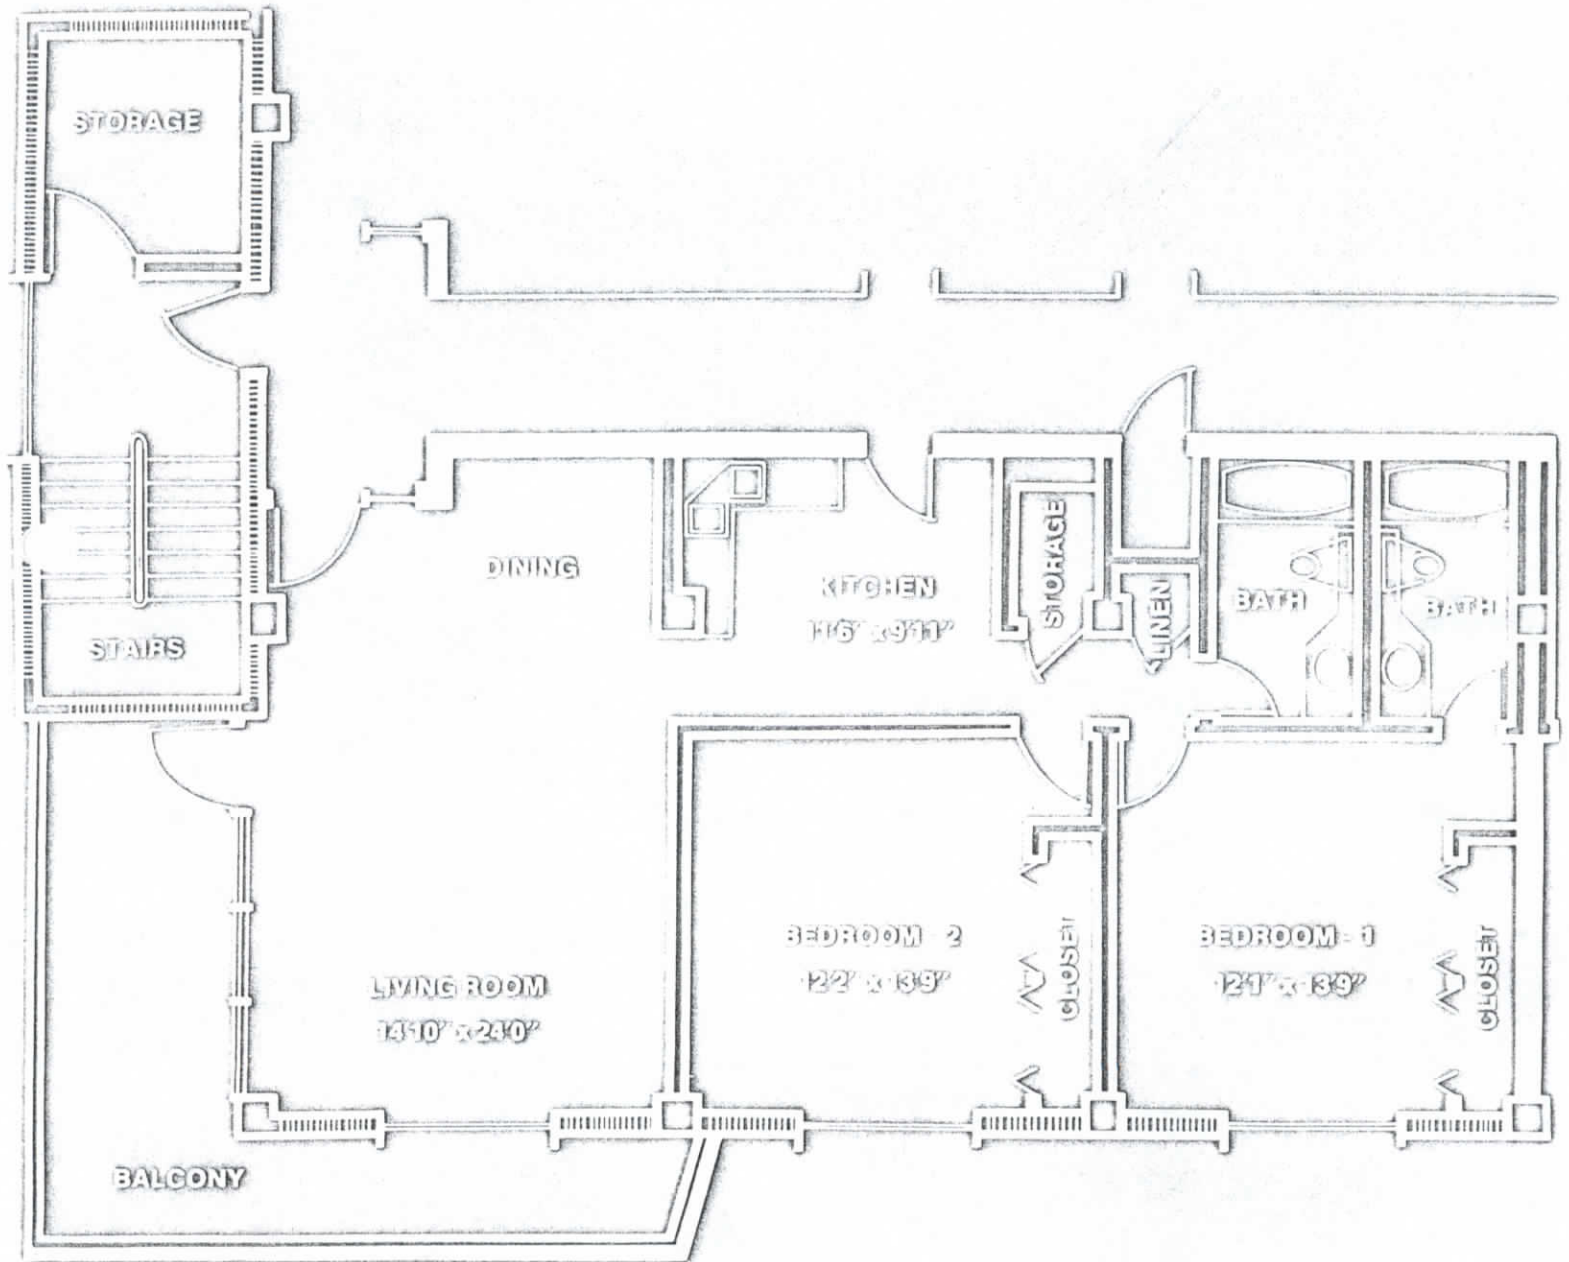 STORAGE
DINING
KITCHEN
11'6" x 9'11"
STORAGE
LINEN
BATH
BATH
STAIRS
BEDROOM - 2
12'2" x 13'9"
CLOSET
BEDROOM - 1
12'1" x 13'9"
CLOSET
LIVING ROOM
14'10" x 24'0"
BALCONY